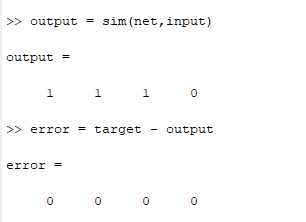 >> output = sim(net,input)
output =
1 1 1 0
>> error = target - output
error =
0 0 0 0